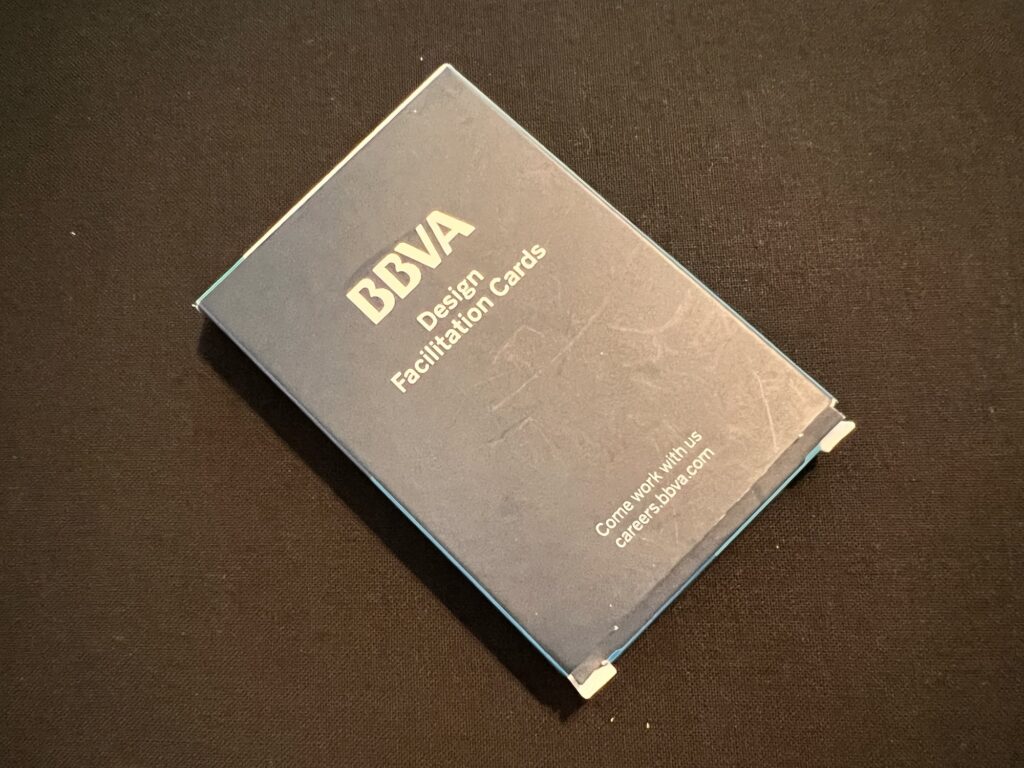 BBVA
Design
Facilitation Cards
Come work with us
careers.bbva.com